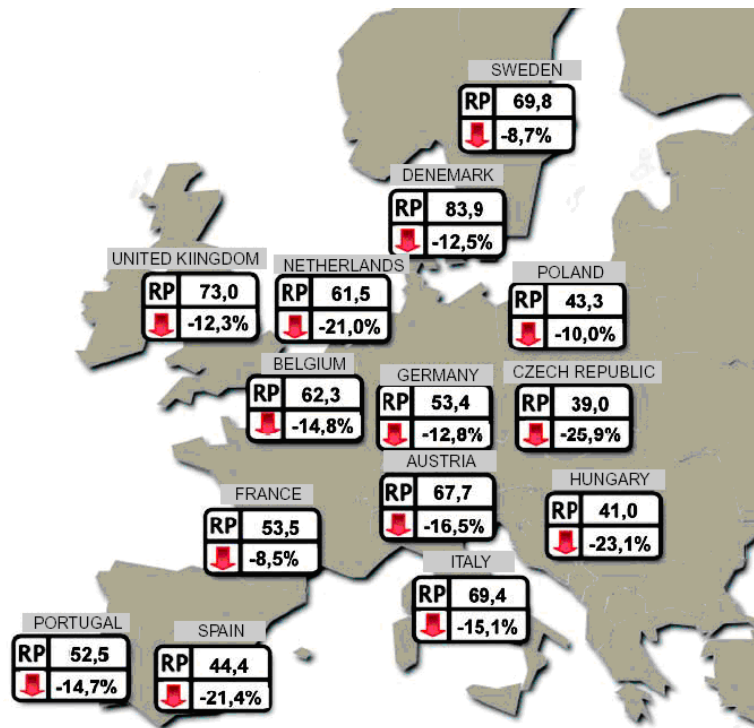 SWEDEN
RP 69,8
-8,7%
DENEMARK
RP 83,9
-12,5%
UNITED KIINGDOM
RP 73,0
-12,3%
NETHERLANDS
RP 61,5
-21,0%
POLAND
RP 43,3
-10,0%
BELGIUM
RP 62,3
-14,8%
GERMANY
RP 53,4
-12,8%
CZECH REPUBLIC
RP 39,0
-25,9%
AUSTRIA
RP 67,7
-16,5%
HUNGARY
RP 41,0
-23,1%
FRANCE
RP 53,5
-8,5%
ITALY
RP 69,4
-15,1%
PORTUGAL
RP 52,5
-14,7%
SPAIN
RP 44,4
-21,4%